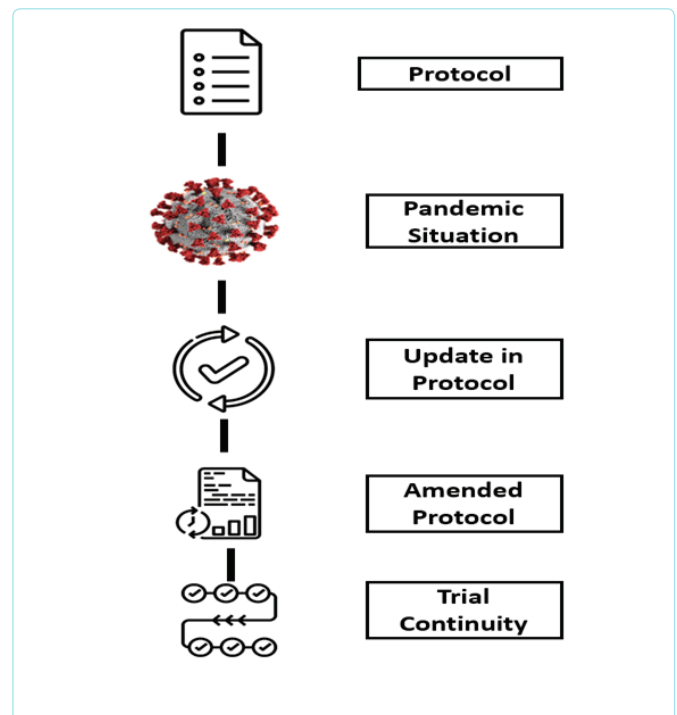 Protocol
Pandemic
Situation
Update in
Protocol
Amended
Protocol
Trial
Continuity